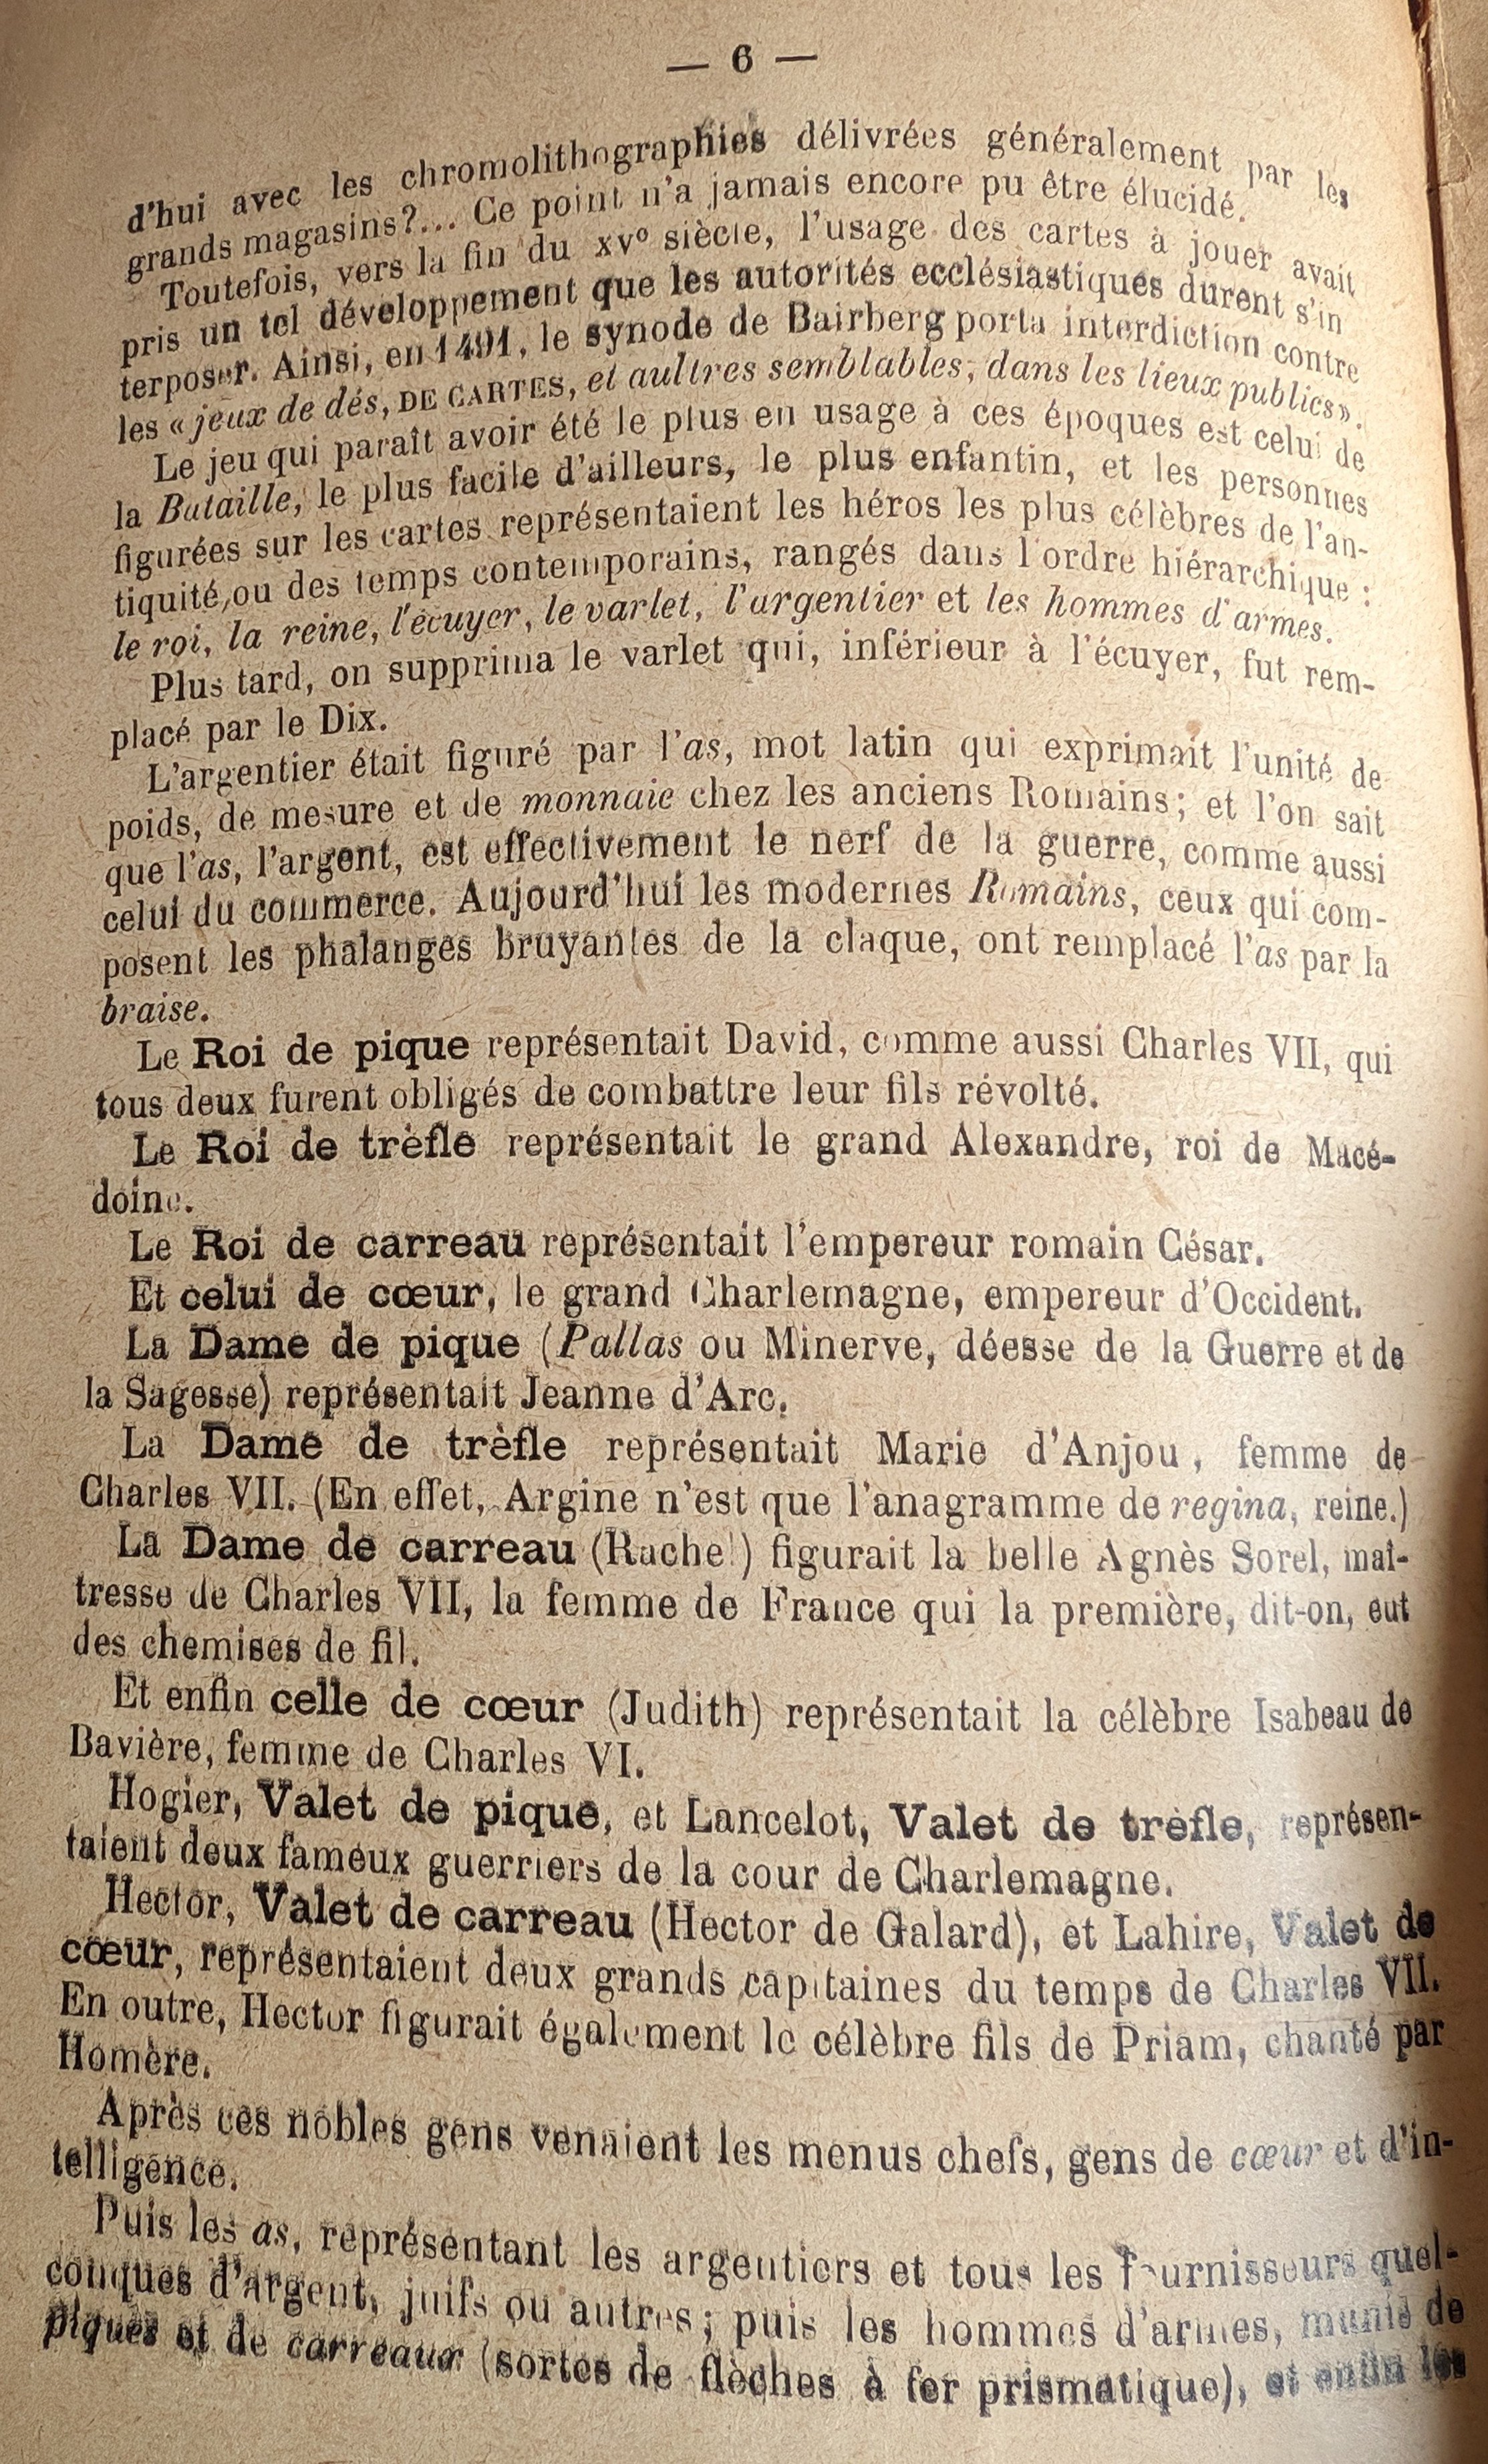 — 6 —
d'hui avec les chromolithographies délivrées généralement par les
grands magasins?... Ce point n'a jamais encore pu être élucidé.
Toutefois, vers la fin du XVe siècle, l'usage des cartes à jouer avait
pris un tel développement que les autorités ecclésiastiques durent s'in
terposer. Ainsi, en 1491, le synode de Bairberg porta interdiction contre
les « jeux de dés, DE CARTES, et aultres semblables, dans les lieux publics ».
Le jeu qui paraît avoir été le plus en usage à ces époques est celui de
la Bataille, le plus facile d'ailleurs, le plus enfantin, et les personnes
figurées sur les cartes représentaient les héros les plus célèbres de l'an-
tiquité, ou des temps contemporains, rangés dans l'ordre hiérarchique :
le roi, la reine, l'écuyer, le varlet, l'argentier et les hommes d'armes.
Plus tard, on supprima le varlet qui, inférieur à l'écuyer, fut rem-
placé par le Dix.
L'argentier était figuré par l'as, mot latin qui exprimait l'unité de
poids, de mesure et de monnaie chez les anciens Romains; et l'on sait
que l'as, l'argent, est effectivement le nerf de la guerre, comme aussi
celui du commerce. Aujourd'hui les modernes Romains, ceux qui com-
posent les phalanges bruyantes de la claque, ont remplacé l'as par la
braise.
Le Roi de pique représentait David, comme aussi Charles VII, qui
tous deux furent obligés de combattre leur fils révolté.
Le Roi de trèfle représentait le grand Alexandre, roi de Macé-
doine.
Le Roi de carreau représentait l'empereur romain César.
Et celui de cœur, le grand Charlemagne, empereur d'Occident.
La Dame de pique (Pallas ou Minerve, déesse de la Guerre et de
la Sagesse) représentait Jeanne d'Arc.
La Dame de trèfle représentait Marie d'Anjou, femme de
Charles VII. (En effet, Argine n'est que l'anagramme de regina, reine.)
La Dame de carreau (Rachel) figurait la belle Agnès Sorel, maî-
tresse de Charles VII, la femme de France qui la première, dit-on, eut
des chemises de fil.
Et enfin celle de cœur (Judith) représentait la célèbre Isabeau de
Bavière, femme de Charles VI.
Hogier, Valet de pique, et Lancelot, Valet de trèfle, représen-
taient deux fameux guerriers de la cour de Charlemagne.
Hector, Valet de carreau (Hector de Galard), et Lahire, Valet de
cœur, représentaient deux grands capitaines du temps de Charles VII.
En outre, Hector figurait également le célèbre fils de Priam, chanté par
Homère.
Après ces nobles gens venaient les menus chefs, gens de cœur et d'in-
telligence.
Puis les as, représentant les argentiers et tous les fournisseurs quel-
conques d'argent, juifs ou autres; puis les hommes d'armes, munis de
piques et de carreaux (sortes de flèches à fer prismatique), et enfin les